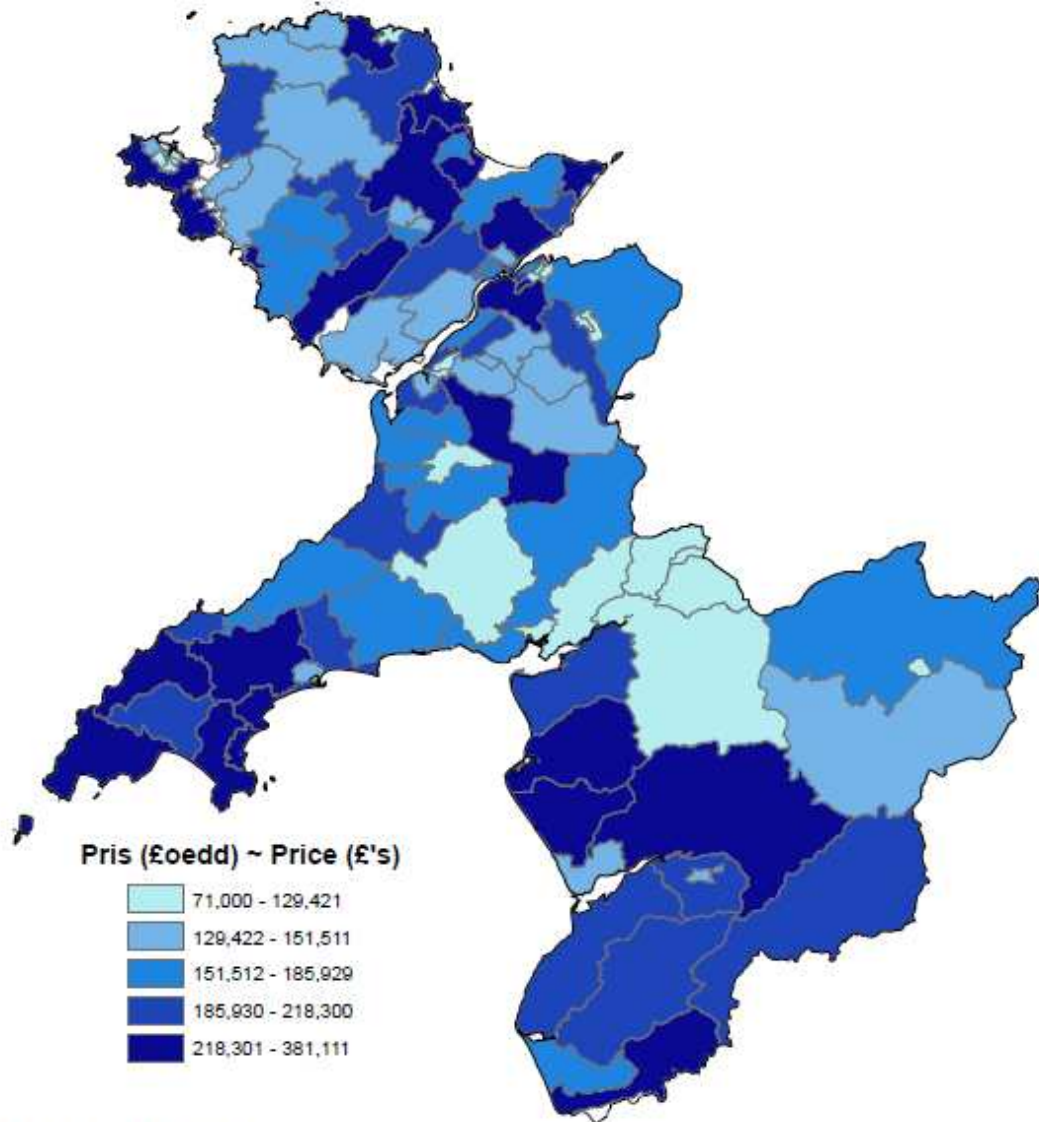 Pris (£oedd) ~ Price (£'s)
71,000 - 129,421
129,422 - 151,511
151,512 - 185,929
185,930 - 218,300
218,301 - 381,111